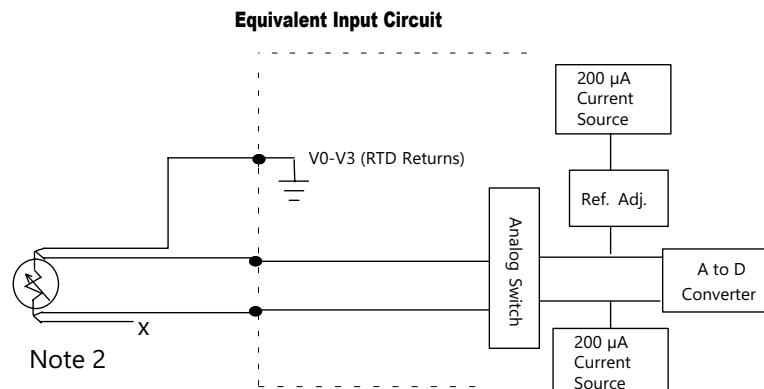 Equivalent Input Circuit
200 µA
Current
Source
V0-V3 (RTD Returns)
Ref. Adj.
Analog Switch
A to D
Converter
X
Note 2
200 µA
Current
Source